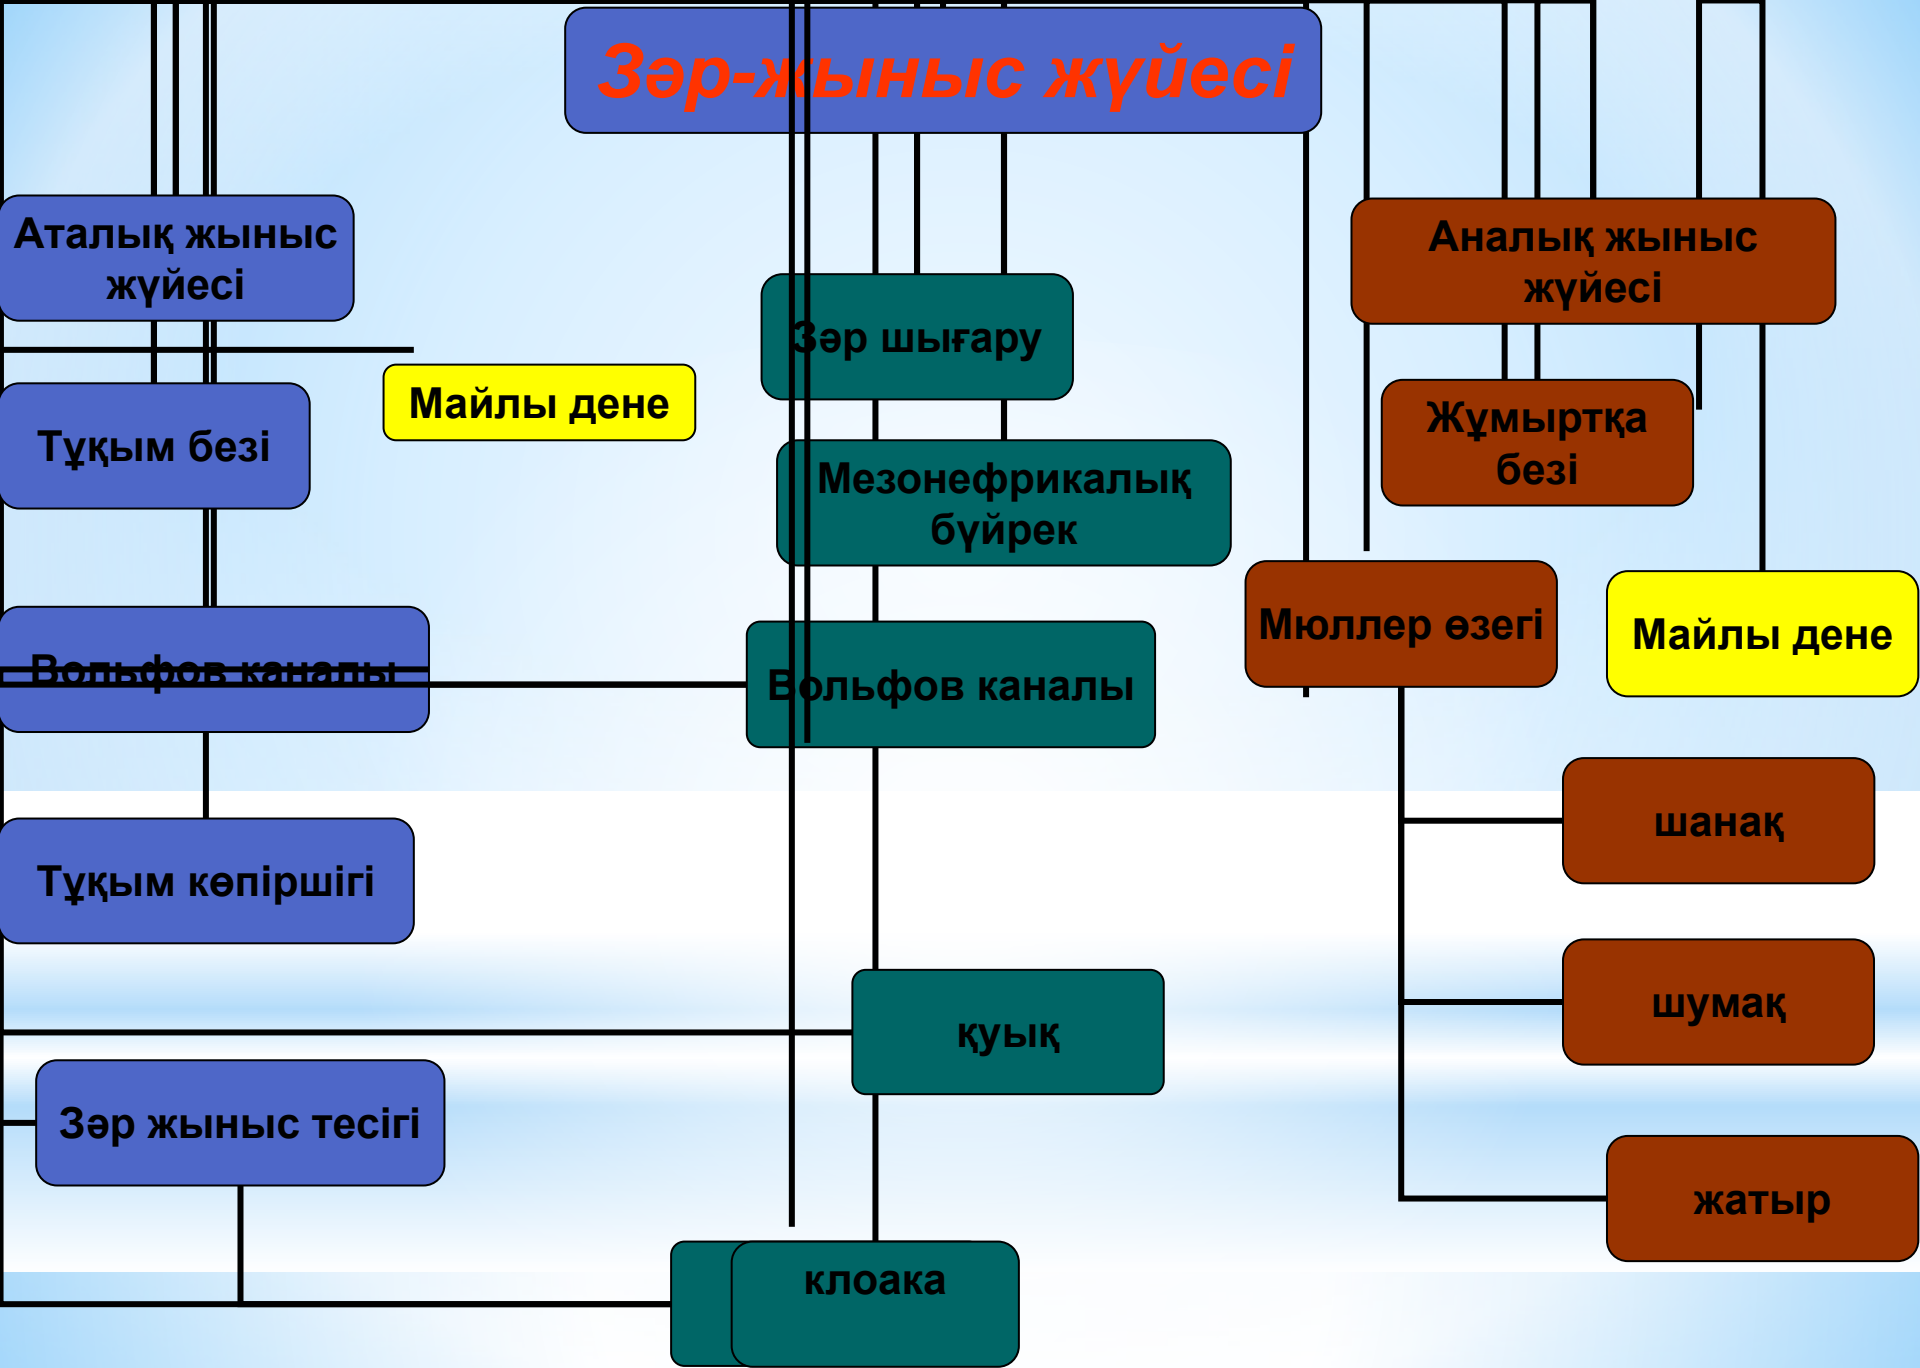 Зәр-жыныс жүйесі
Аталық жыныс
жүйесі
Аналық жыныс
жүйесі
Зәр шығару
Майлы дене
Тұқым безі
Жұмыртқа
безі
Мезонефрикалық
бүйрек
Мюллер өзегі
Майлы дене
Вольфов каналы
Вольфов каналы
шанақ
Тұқым көпіршігі
шумақ
қуық
Зәр жыныс тесігі
жатыр
клоака